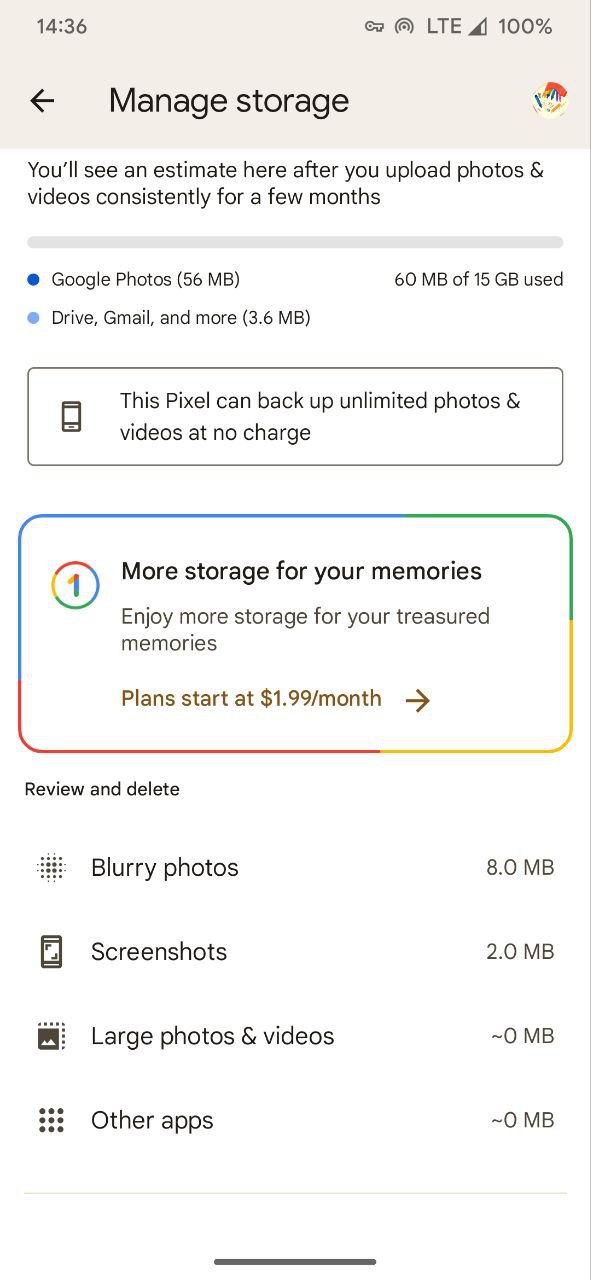 14:36
LTE
100%
Manage storage
You’ll see an estimate here after you upload photos &
videos consistently for a few months
Google Photos (56 MB)
60 MB of 15 GB used
Drive, Gmail, and more (3.6 MB)
This Pixel can back up unlimited photos &
videos at no charge
1
More storage for your memories
Enjoy more storage for your treasured
memories
Plans start at $1.99/month
Review and delete
Blurry photos
8.0 MB
Screenshots
2.0 MB
Large photos & videos
~0 MB
Other apps
~0 MB